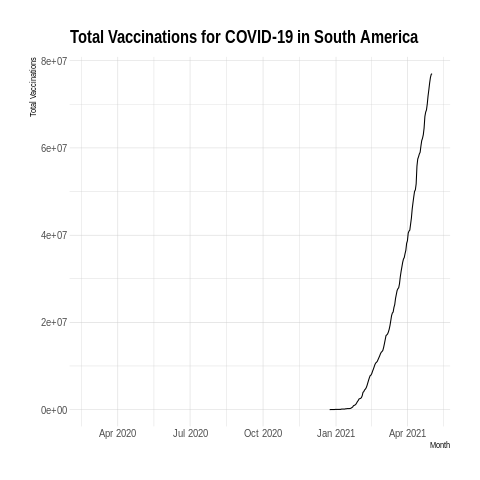 Total Vaccinations for COVID-19 in South America
Total Vaccinations
8e+07
6e+07
4e+07
2e+07
0e+00
Apr 2020 Jul 2020 Oct 2020 Jan 2021 Apr 2021
Month